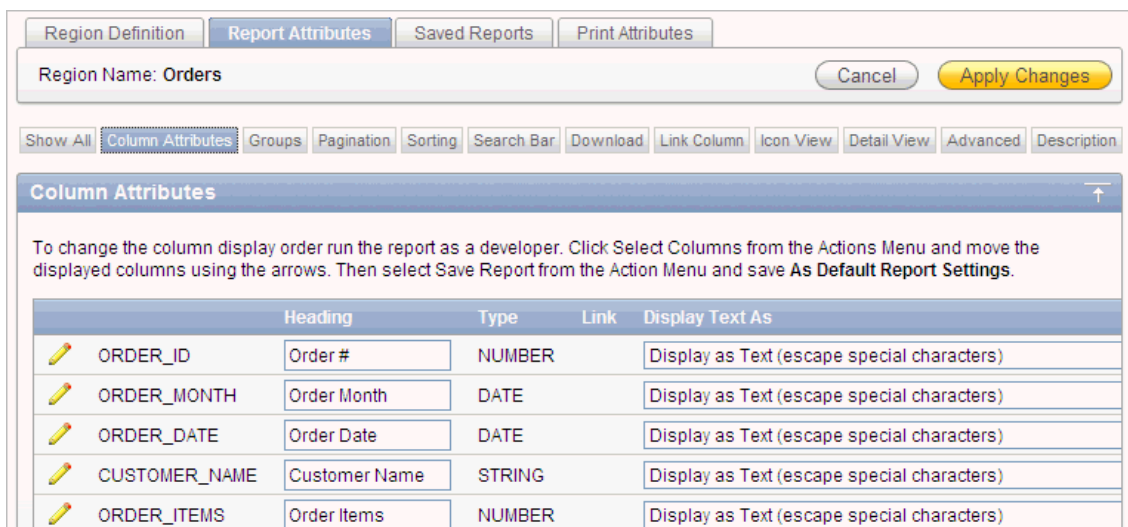 Region Definition Report Attributes Saved Reports Print Attributes
Region Name: Orders Cancel Apply Changes
Show All Column Attributes Groups Pagination Sorting Search Bar Download Link Column Icon View Detail View Advanced Description
Column Attributes
To change the column display order run the report as a developer. Click Select Columns from the Actions Menu and move the
displayed columns using the arrows. Then select Save Report from the Action Menu and save As Default Report Settings.
Heading Type Link Display Text As
ORDER_ID Order # NUMBER Display as Text (escape special characters)
ORDER_MONTH Order Month DATE Display as Text (escape special characters)
ORDER_DATE Order Date DATE Display as Text (escape special characters)
CUSTOMER_NAME Customer Name STRING Display as Text (escape special characters)
ORDER_ITEMS Order Items NUMBER Display as Text (escape special characters)